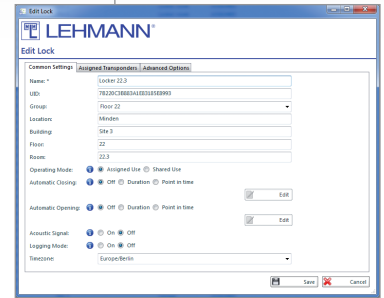 Edit Lock
LEHMANN®
Edit Lock
Common Settings Assigned Transponders Advanced Options
Name: * Locker 22.3
UID:
Group: Floor 22
Location: Minden
Building: Site 3
Floor: 22
Room: 22.3
Operating Mode: Assigned Use Shared Use
Automatic Closing: Off Duration Point in time
Edit
Automatic Opening: Off Duration Point in time
Edit
Acoustic Signal: On Off
Logging Mode: On Off
Timezone: Europe/Berlin
Save Cancel